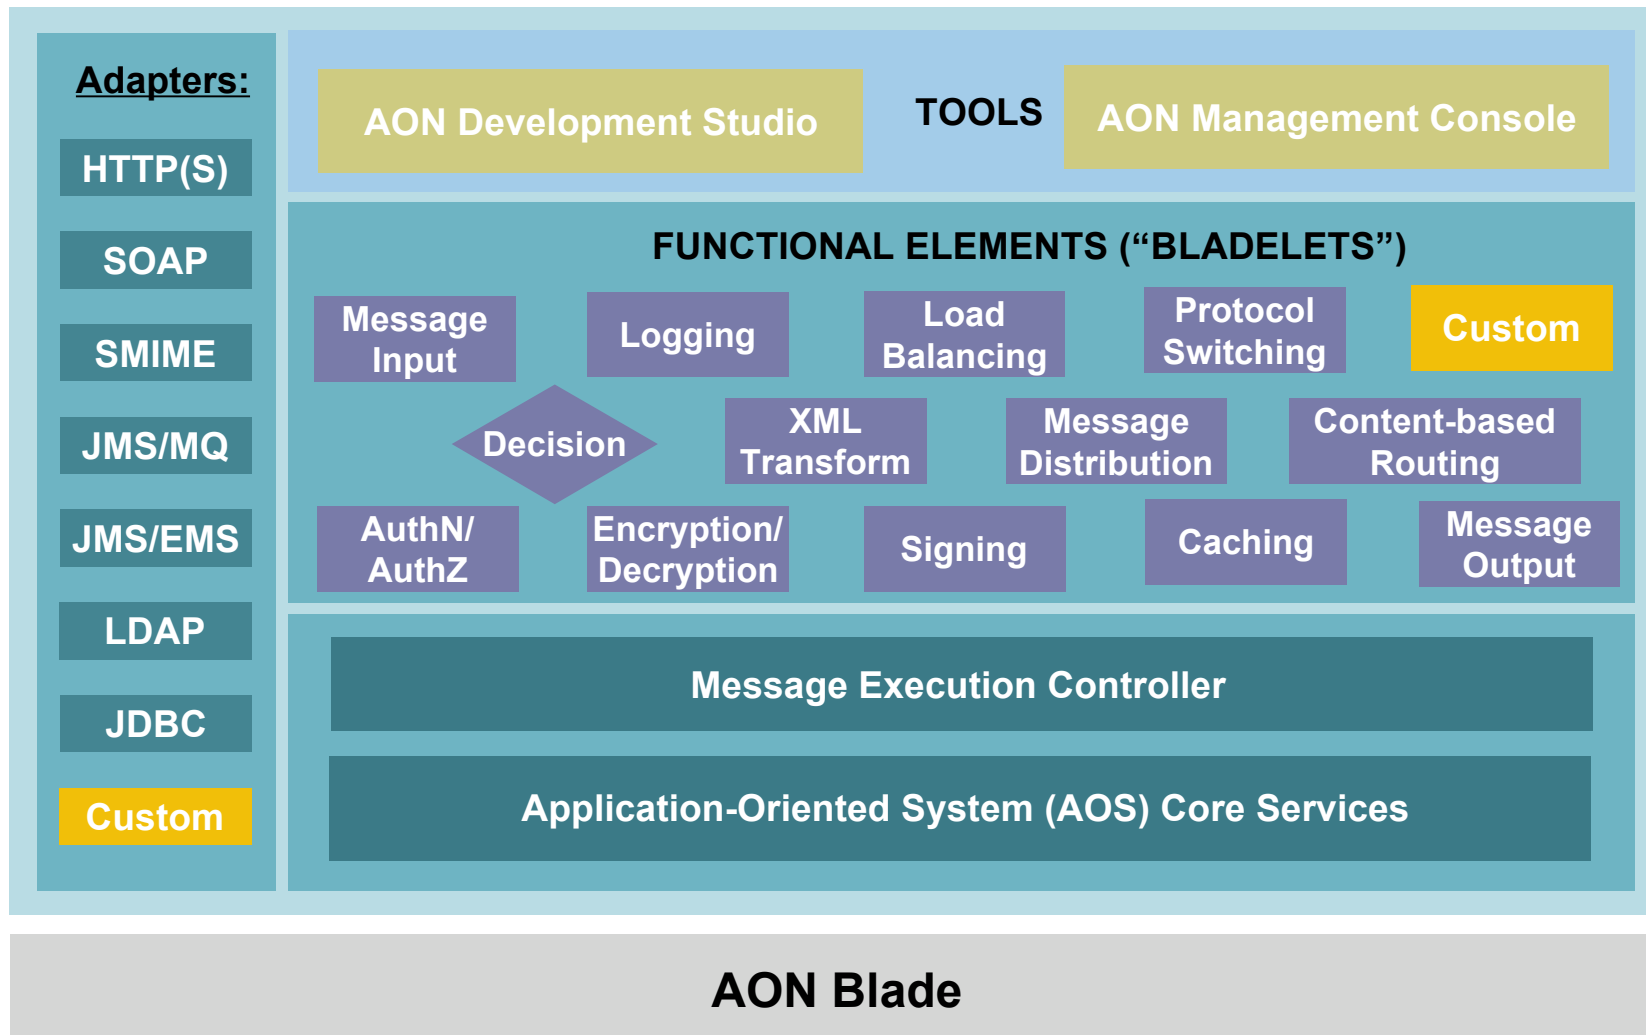 Adapters:
HTTP(S)
SOAP
SMIME
JMS/MQ
JMS/EMS
LDAP
JDBC
Custom
AON Development Studio
TOOLS
AON Management Console
FUNCTIONAL ELEMENTS (“BLADELETS”)
Message
Input
Logging
Load
Balancing
Protocol
Switching
Custom
Decision
XML
Transform
Message
Distribution
Content-based
Routing
AuthN/
AuthZ
Encryption/
Decryption
Signing
Caching
Message
Output
Message Execution Controller
Application-Oriented System (AOS) Core Services
AON Blade